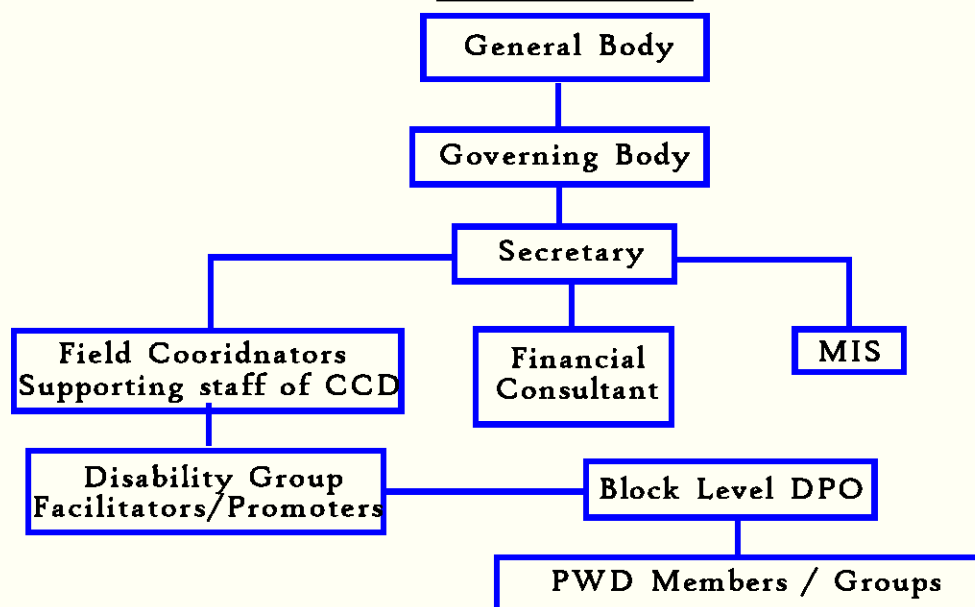 General Body
Governing Body
Secretary
Field Cooridnators
Supporting staff of CCD
Financial
Consultant
MIS
Disability Group
Facilitators/Promoters
Block Level DPO
PWD Members / Groups